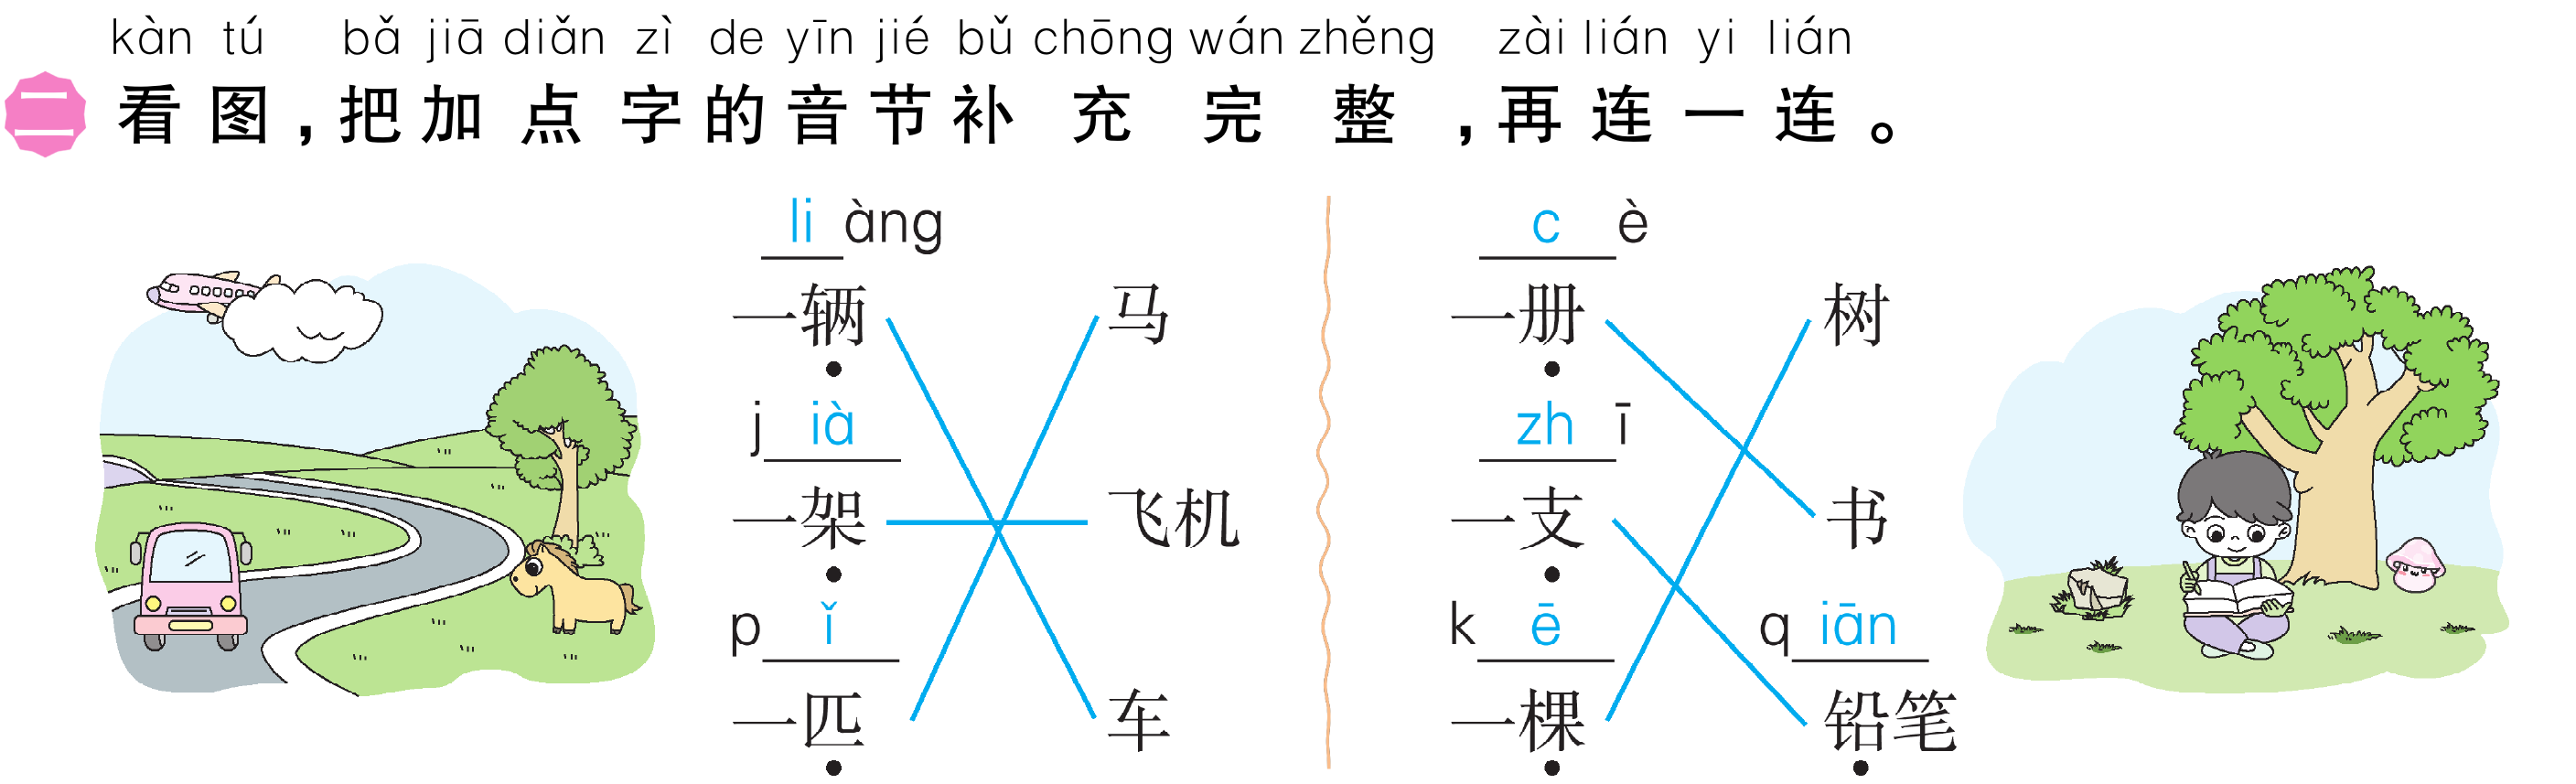 kàn tú bǎ jiā diǎn zì de yīn jié bǔ chōng wán zhěng zài lián yi lián
二 看图，把加点字的音节补充完整，再连一连。
li àng
一辆 马
j ià
一架 飞机
p ǐ
一匹 车
c è
一册 树
zh ī
一支 书
k ē q iān
一棵 铅笔